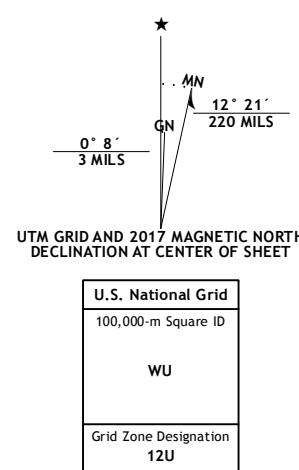 ★
MN
GN
12° 21´
220 MILS
0° 8´
3 MILS
UTM GRID AND 2017 MAGNETIC NORTH
DECLINATION AT CENTER OF SHEET
U.S. National Grid
100,000-m Square ID
WU
Grid Zone Designation
12U